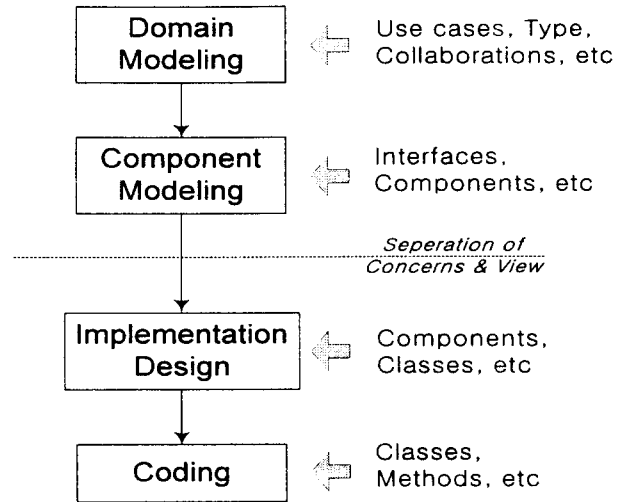 Domain
Modeling
Use cases, Type,
Collaborations, etc
Component
Modeling
Interfaces,
Components, etc
Seperation of
Concerns & View
Implementation
Design
Components,
Classes, etc
Coding
Classes,
Methods, etc